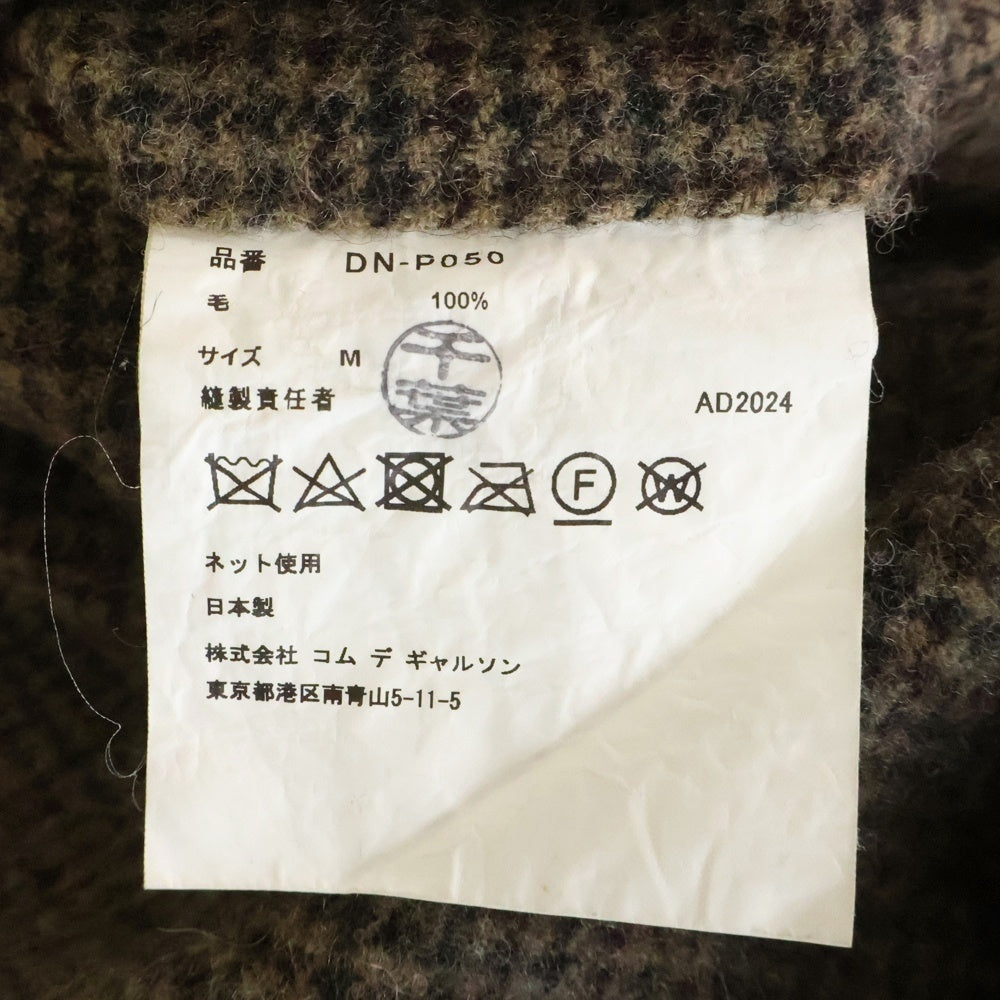 品番 DN-P050
毛 100%
サイズ M
千葉
縫製責任者 AD2024
F
W
ネット使用
日本製
株式会社 コム デ ギャルソン
東京都港区南青山5-11-5